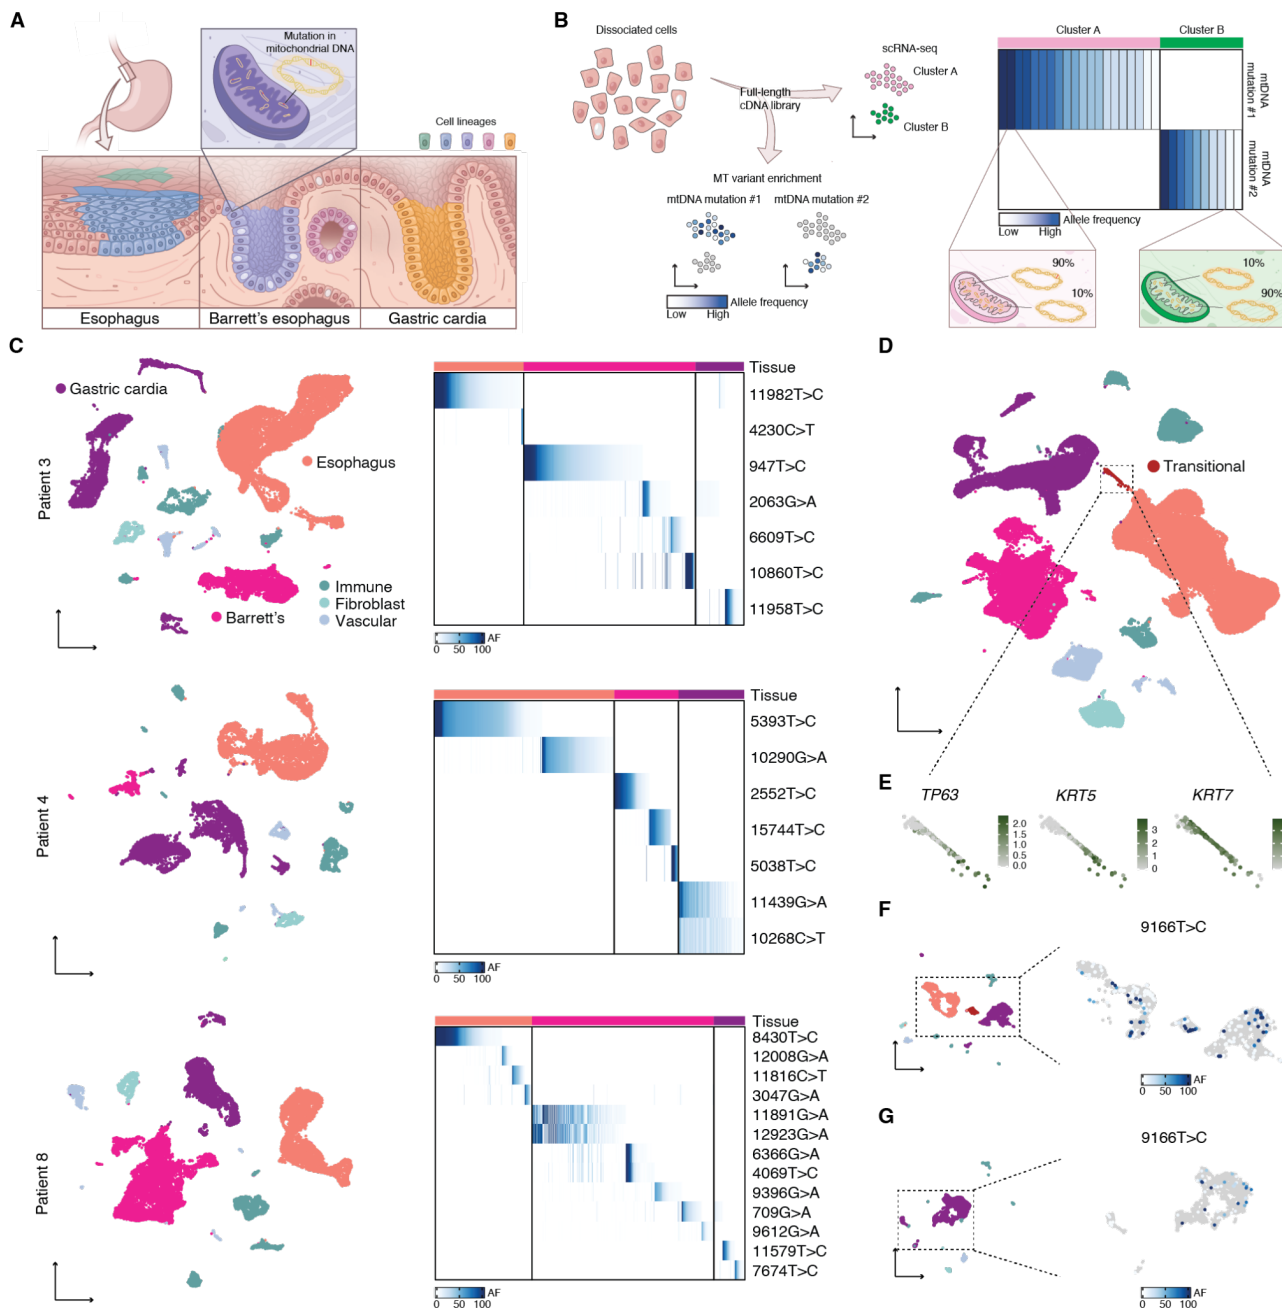 A
Mutation in
mitochondrial DNA
Cell lineages
Esophagus
Barrett's esophagus
Gastric cardia
B
Dissociated cells
Full-length
cDNA library
scRNA-seq
Cluster A
Cluster B
MT variant enrichment
mtDNA mutation #1
mtDNA mutation #2
Allele frequency
Low
High
Cluster A
Cluster B
mtDNA
mutation #1
mtDNA
mutation #2
Allele frequency
Low
High
90%
10%
10%
90%
C
Patient 3
Gastric cardia
Esophagus
Immune
Fibroblast
Vascular
Barrett's
Tissue
11982T>C
4230C>T
947T>C
2063G>A
6609T>C
10860T>C
11958T>C
AF
0 50 100
Patient 4
Tissue
5393T>C
10290G>A
2552T>C
15744T>C
5038T>C
11439G>A
10268C>T
AF
0 50 100
Patient 8
Tissue
8430T>C
12008G>A
11816C>T
3047G>A
11891G>A
12923G>A
6366G>A
4069T>C
9396G>A
709G>A
9612G>A
11579T>C
7674T>C
AF
0 50 100
D
Transitional
E
TP63
2.0
1.5
1.0
0.5
0.0
KRT5
3
2
1
0
KRT7
F
9166T>C
AF
0 50 100
G
9166T>C
AF
0 50 100